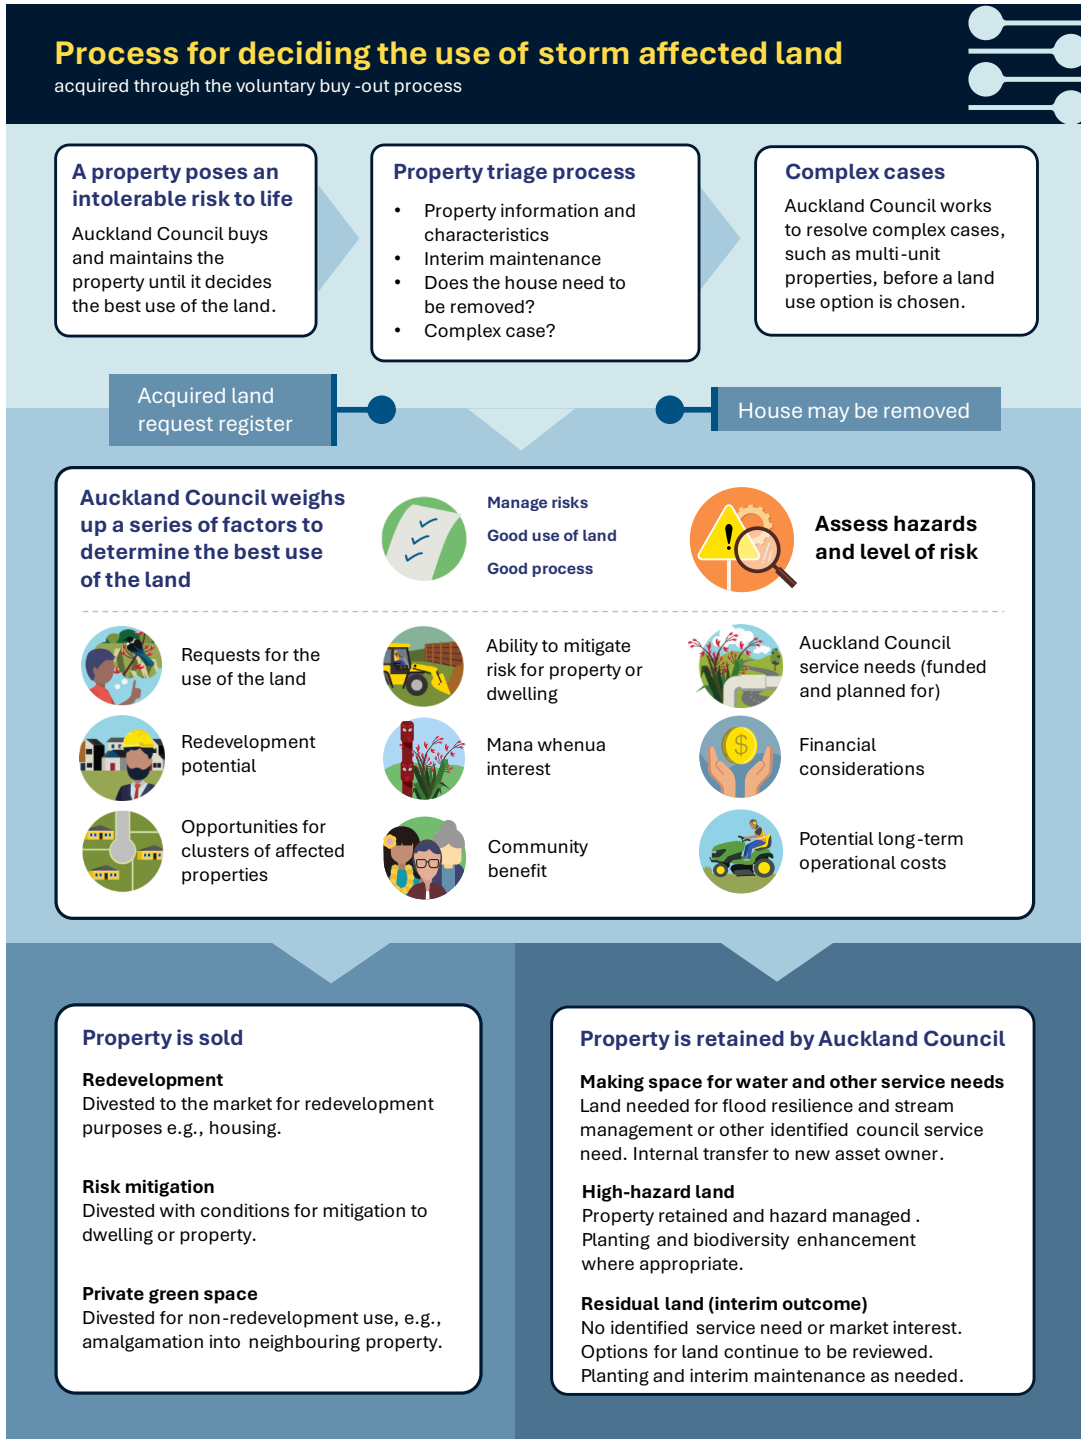 Process for deciding the use of storm affected land
acquired through the voluntary buy -out process
A property poses an
intolerable risk to life
Auckland Council buys
and maintains the
property until it decides
the best use of the land.
Property triage process
• Property information and
characteristics
• Interim maintenance
• Does the house need to
be removed?
• Complex case?
Complex cases
Auckland Council works
to resolve complex cases,
such as multi-unit
properties, before a land
use option is chosen.
Acquired land
request register
House may be removed
Auckland Council weighs
up a series of factors to
determine the best use
of the land
Manage risks
Good use of land
Good process
Assess hazards
and level of risk
Requests for the
use of the land
Ability to mitigate
risk for property or
dwelling
Auckland Council
service needs (funded
and planned for)
Redevelopment
potential
Mana whenua
interest
Financial
considerations
Opportunities for
clusters of affected
properties
Community
benefit
Potential long-term
operational costs
Property is sold
Redevelopment
Divested to the market for redevelopment
purposes e.g., housing.
Risk mitigation
Divested with conditions for mitigation to
dwelling or property.
Private green space
Divested for non-redevelopment use, e.g.,
amalgamation into neighbouring property.
Property is retained by Auckland Council
Making space for water and other service needs
Land needed for flood resilience and stream
management or other identified council service
need. Internal transfer to new asset owner.
High-hazard land
Property retained and hazard managed .
Planting and biodiversity enhancement
where appropriate.
Residual land (interim outcome)
No identified service need or market interest.
Options for land continue to be reviewed.
Planting and interim maintenance as needed.